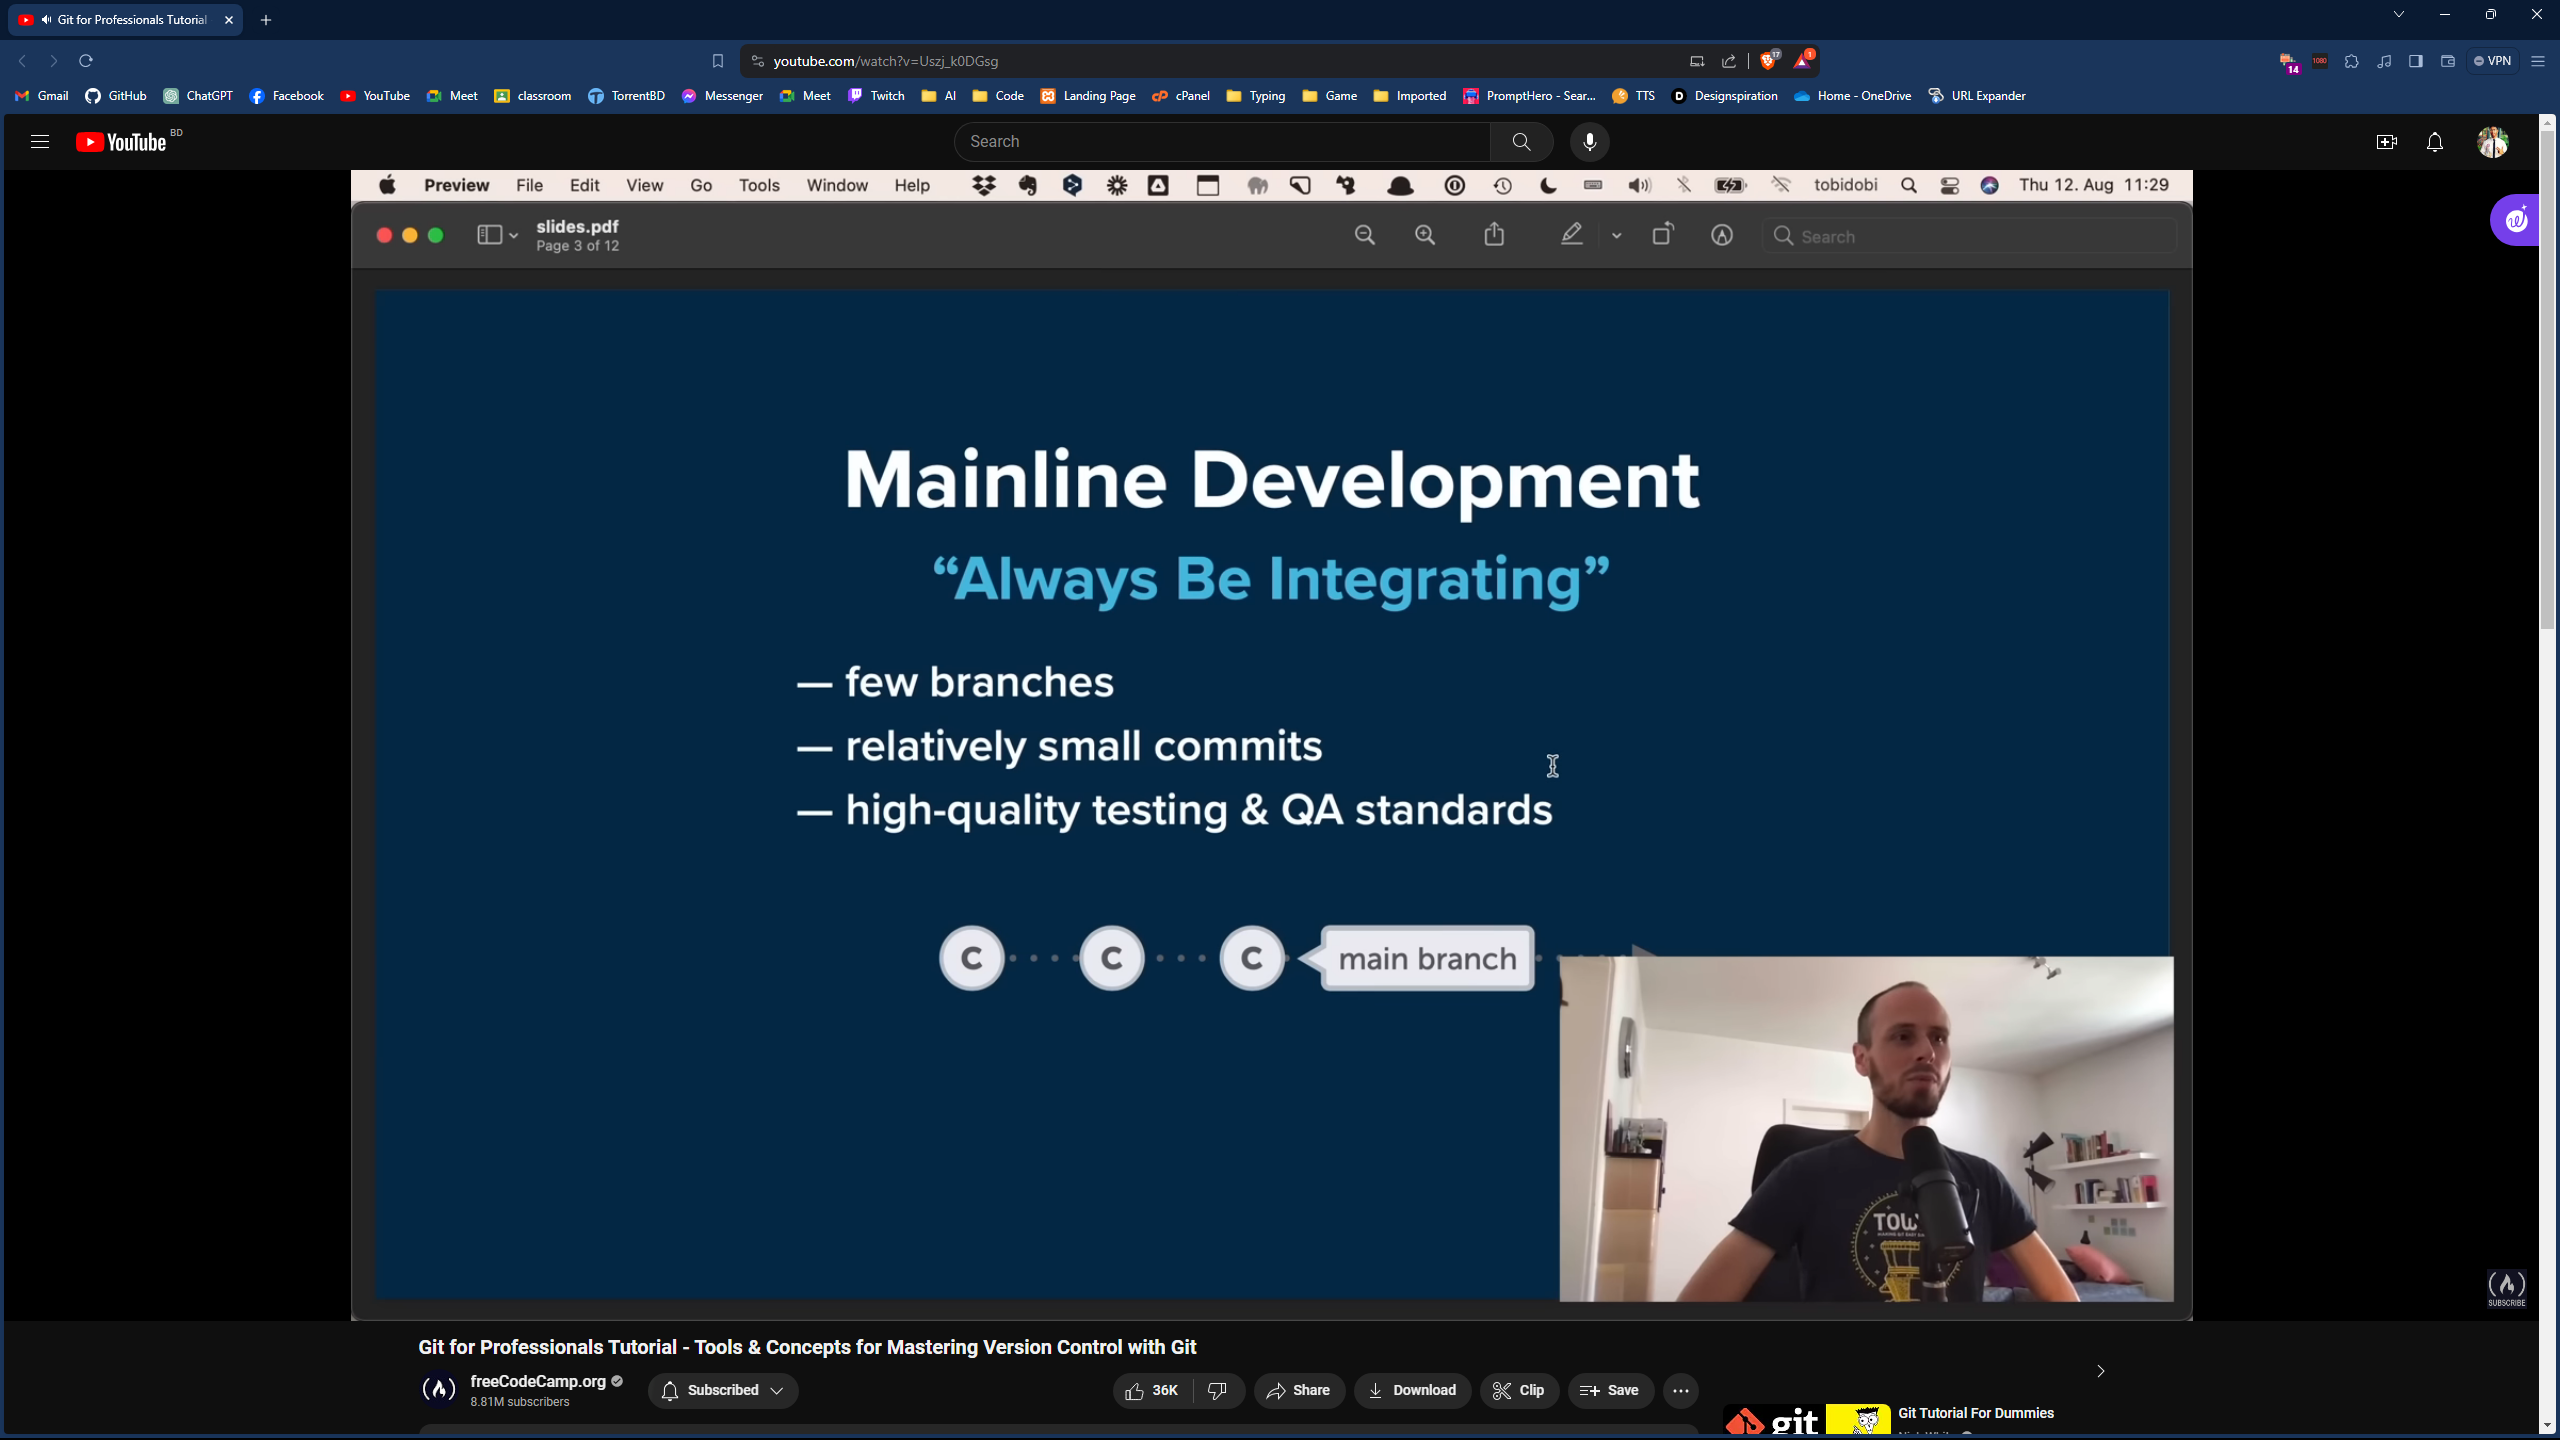 Git for Professionals Tutorial
youtube.com/watch?v=Uszj_k0DGsg
17
1
14
1080
VPN
Gmail GitHub ChatGPT Facebook YouTube Meet classroom TorrentBD Messenger Meet Twitch AI Code Landing Page cPanel Typing Game Imported PromptHero - Sear... TTS Designspiration Home - OneDrive URL Expander
YouTube BD
Search
Preview File Edit View Go Tools Window Help tobidobi Thu 12. Aug 11:29
slides.pdf
Page 3 of 12
Search
Mainline Development
“Always Be Integrating”
— few branches
— relatively small commits
— high-quality testing & QA standards
C C C main branch
TOW
SUBSCRIBE
Git for Professionals Tutorial - Tools & Concepts for Mastering Version Control with Git
freeCodeCamp.org
8.81M subscribers
Subscribed
36K Share Download Clip Save
git
Git Tutorial For Dummies